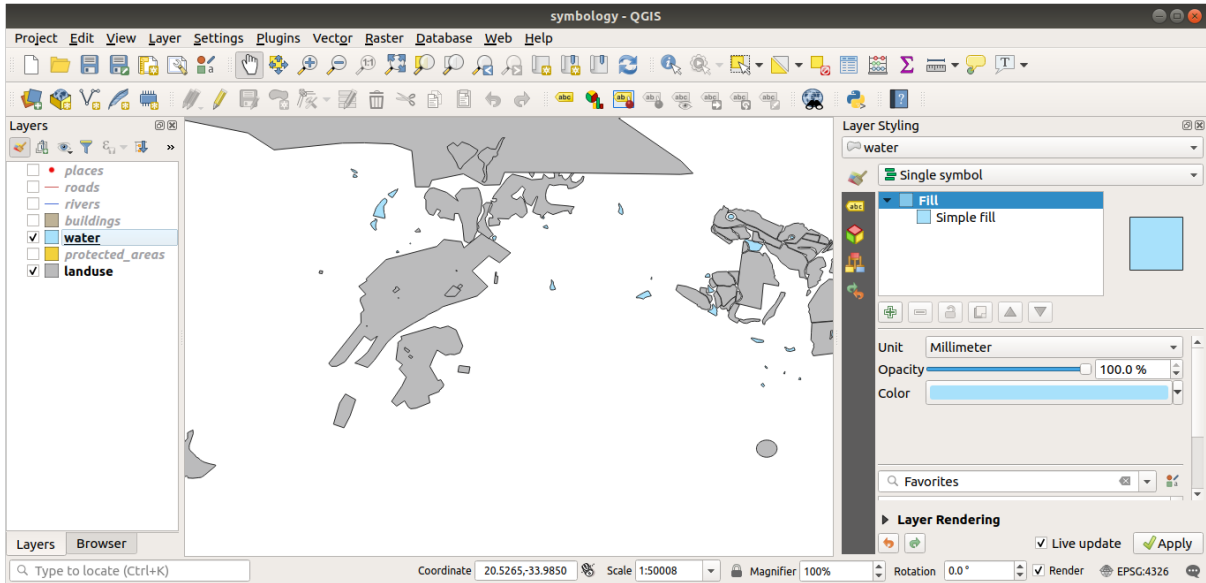 symbology - QGIS
Project Edit View Layer Settings Plugins Vector Raster Database Web Help
Layers
places
roads
rivers
buildings
water
protected_areas
landuse
Layers Browser
Layer Styling
water
Single symbol
Fill
Simple fill
Unit Millimeter
Opacity 100.0 %
Color
Favorites
Layer Rendering
Live update Apply
Type to locate (Ctrl+K) Coordinate 20.5265,-33.9850 Scale 1:50008 Magnifier 100% Rotation 0.0 ° Render EPSG:4326